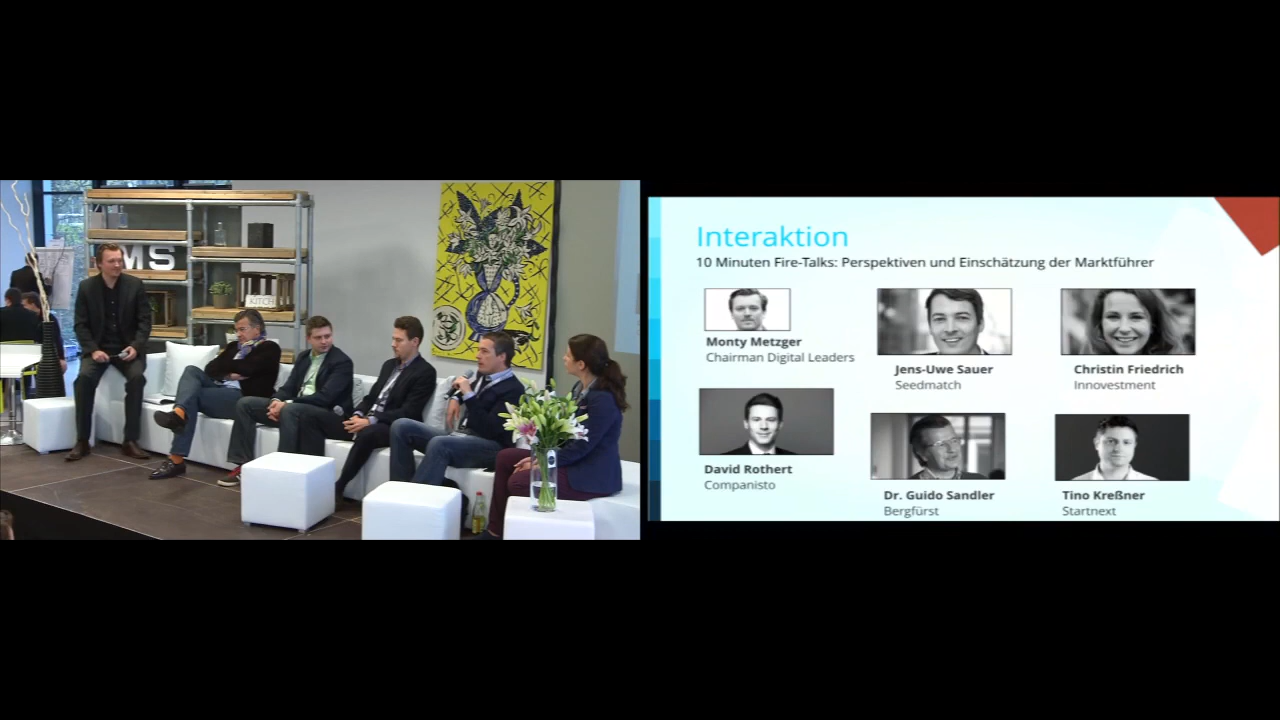 MS
KITCH
Interaktion
10 Minuten Fire-Talks: Perspektiven und Einschätzung der Marktführer
Monty Metzger
Chairman Digital Leaders
Jens-Uwe Sauer
Seedmatch
Christin Friedrich
Innovestment
David Rothert
Companisto
Dr. Guido Sandler
Bergfürst
Tino Kreßner
Startnext